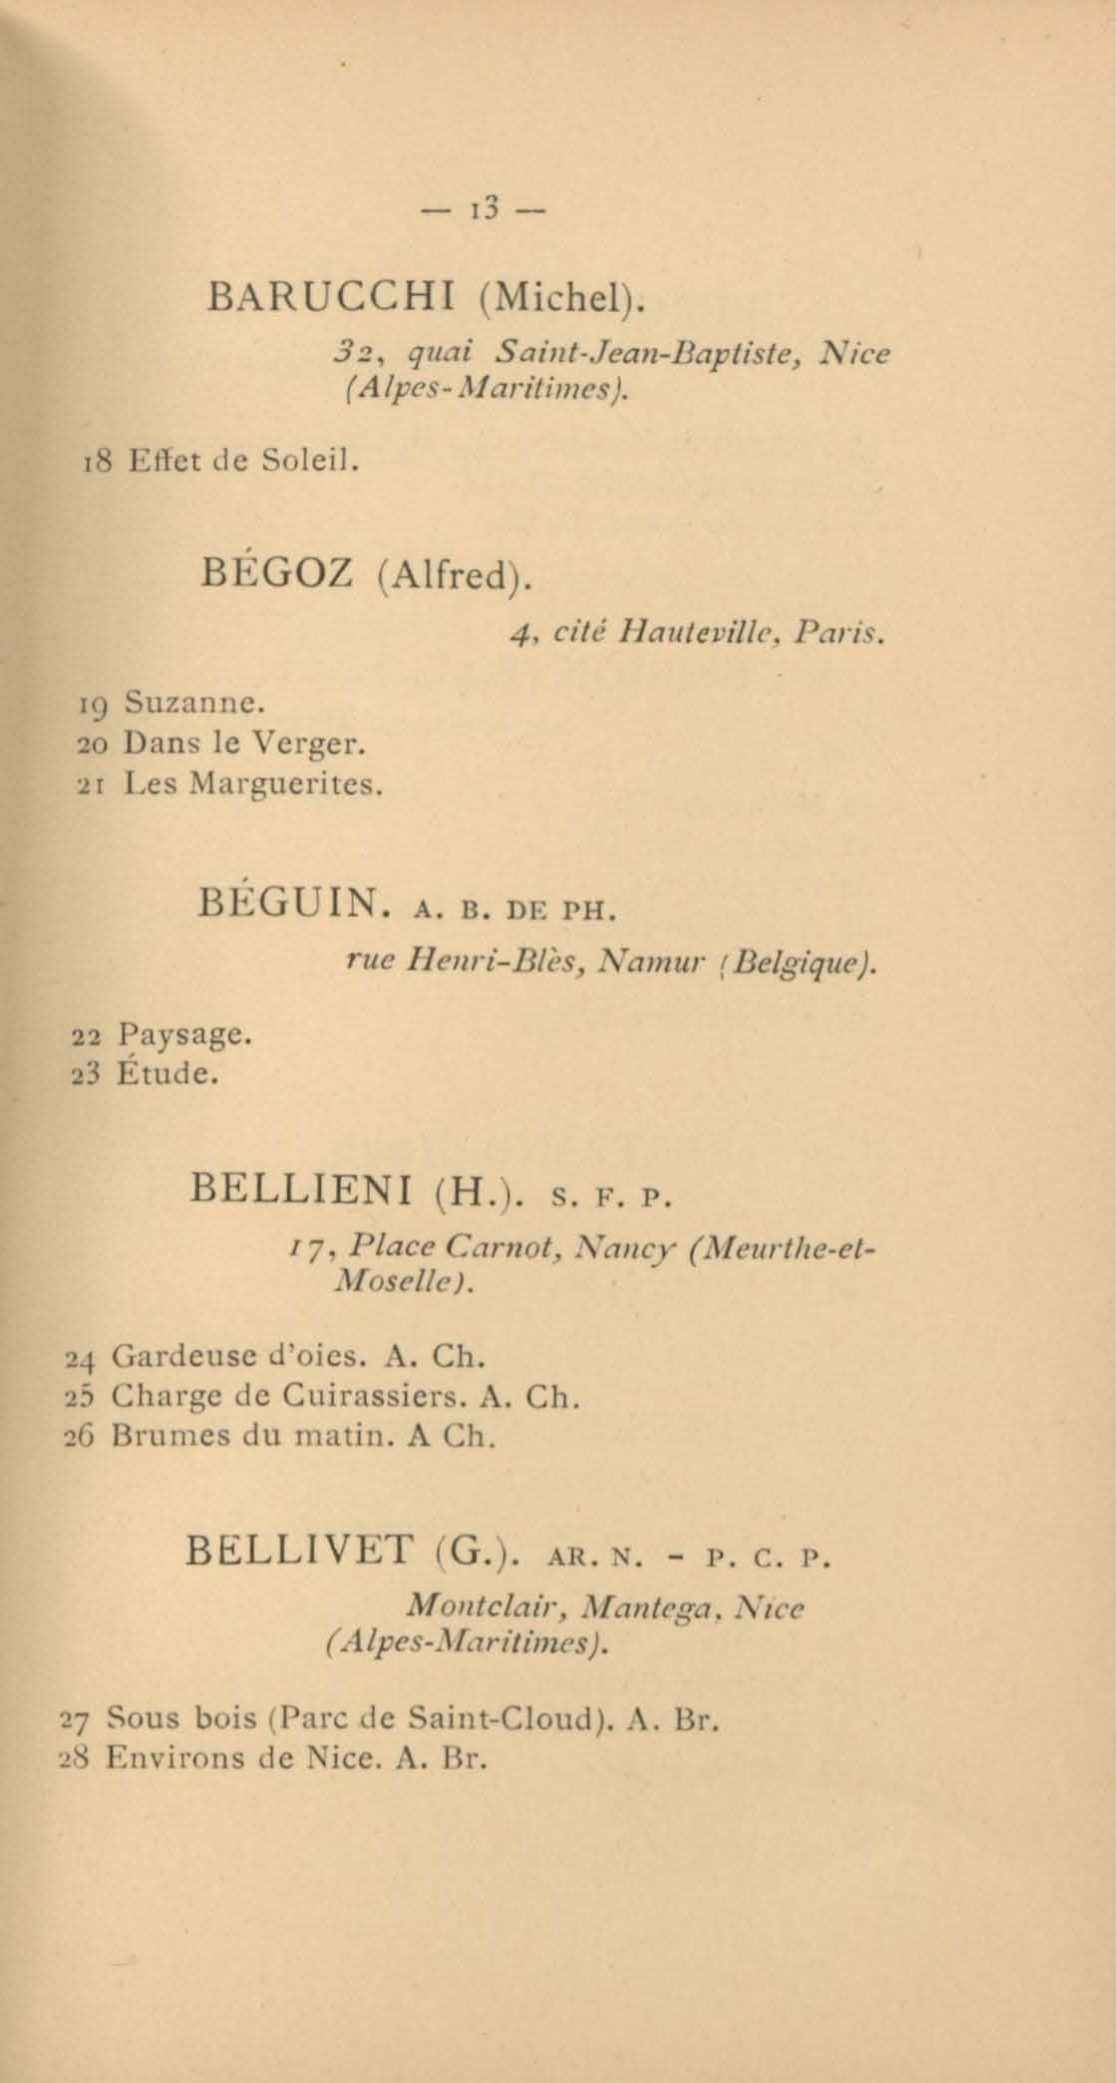 — 13 —
BARUCCHI (Michel).
32, quai Saint-Jean-Baptiste, Nice
(Alpes-Maritimes).
18 Effet de Soleil.
BÉGOZ (Alfred).
4, cité Hauteville, Paris.
19 Suzanne.
20 Dans le Verger.
21 Les Marguerites.
BÉGUIN. A. B. DE PH.
rue Henri-Blès, Namur (Belgique).
22 Paysage.
23 Étude.
BELLIENI (H.). S. F. P.
17, Place Carnot, Nancy (Meurthe-et-
Moselle).
24 Gardeuse d'oies. A. Ch.
25 Charge de Cuirassiers. A. Ch.
26 Brumes du matin. A Ch.
BELLIVET (G.). AR. N. - P. C. P.
Montclair, Mantega, Nice
(Alpes-Maritimes).
27 Sous bois (Parc de Saint-Cloud). A. Br.
28 Environs de Nice. A. Br.